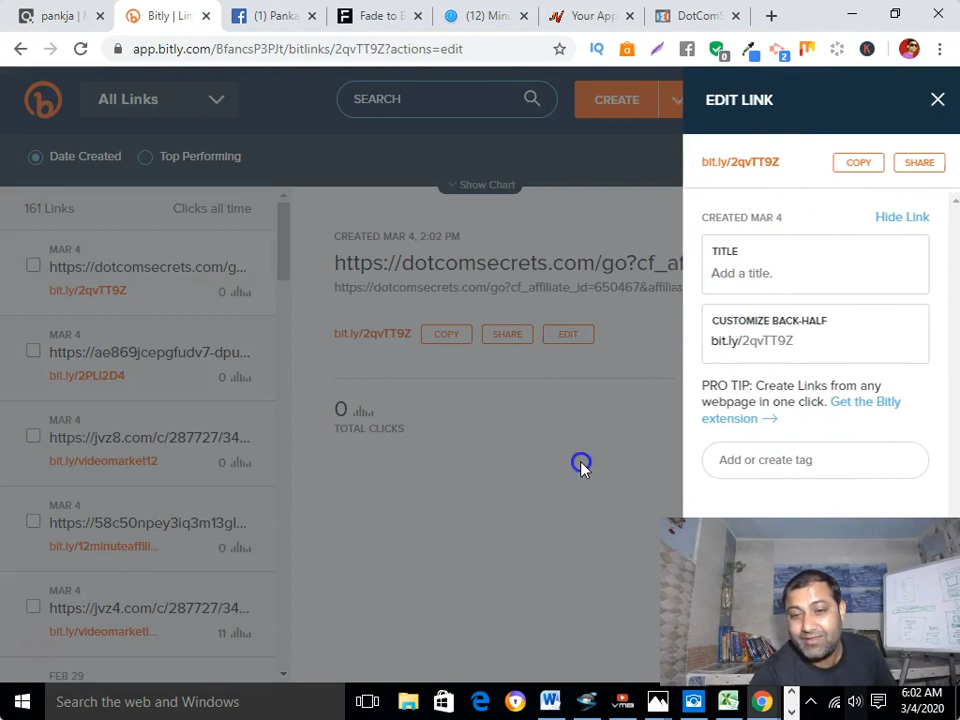 pankja | M
Bitly | Lin
(1) Panka
Fade to E
(12) Minu
Your App
DotComS
app.bitly.com/BfancsP3PJt/bitlinks/2qvTT9Z?actions=edit
All Links
SEARCH
CREATE
EDIT LINK
Date Created
Top Performing
bit.ly/2qvTT9Z
COPY
SHARE
Show Chart
161 Links
Clicks all time
CREATED MAR 4
Hide Link
MAR 4
https://dotcomsecrets.com/g...
bit.ly/2qvTT9Z
0
CREATED MAR 4, 2:02 PM
https://dotcomsecrets.com/go?cf_af
https://dotcomsecrets.com/go?cf_affiliate_id=650467&affilia
bit.ly/2qvTT9Z
COPY
SHARE
EDIT
0
TOTAL CLICKS
TITLE
Add a title.
CUSTOMIZE BACK-HALF
bit.ly/2qvTT9Z
PRO TIP: Create Links from any
webpage in one click. Get the Bitly
extension
Add or create tag
MAR 4
https://ae869jcepgfudv7-dpu...
bit.ly/2PLI2D4
0
MAR 4
https://jvz8.com/c/287727/34...
bit.ly/videomarket12
0
MAR 4
https://58c50npey3iq3m13gl...
bit.ly/12minuteaffili...
0
MAR 4
https://jvz4.com/c/287727/34...
bit.ly/videomarketi...
11
FEB 29
Search the web and Windows
6:02 AM
3/4/2020